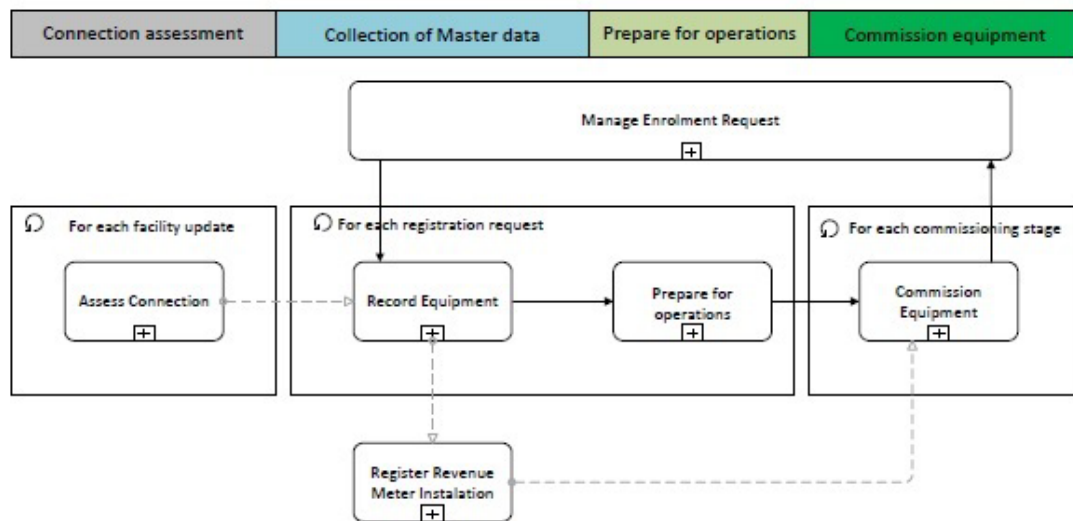 Connection assessment
Collection of Master data
Prepare for operations
Commission equipment
Manage Enrolment Request
For each facility update
For each registration request
For each commissioning stage
Assess Connection
Record Equipment
Prepare for
operations
Commission
Equipment
Register Revenue
Meter Instalation